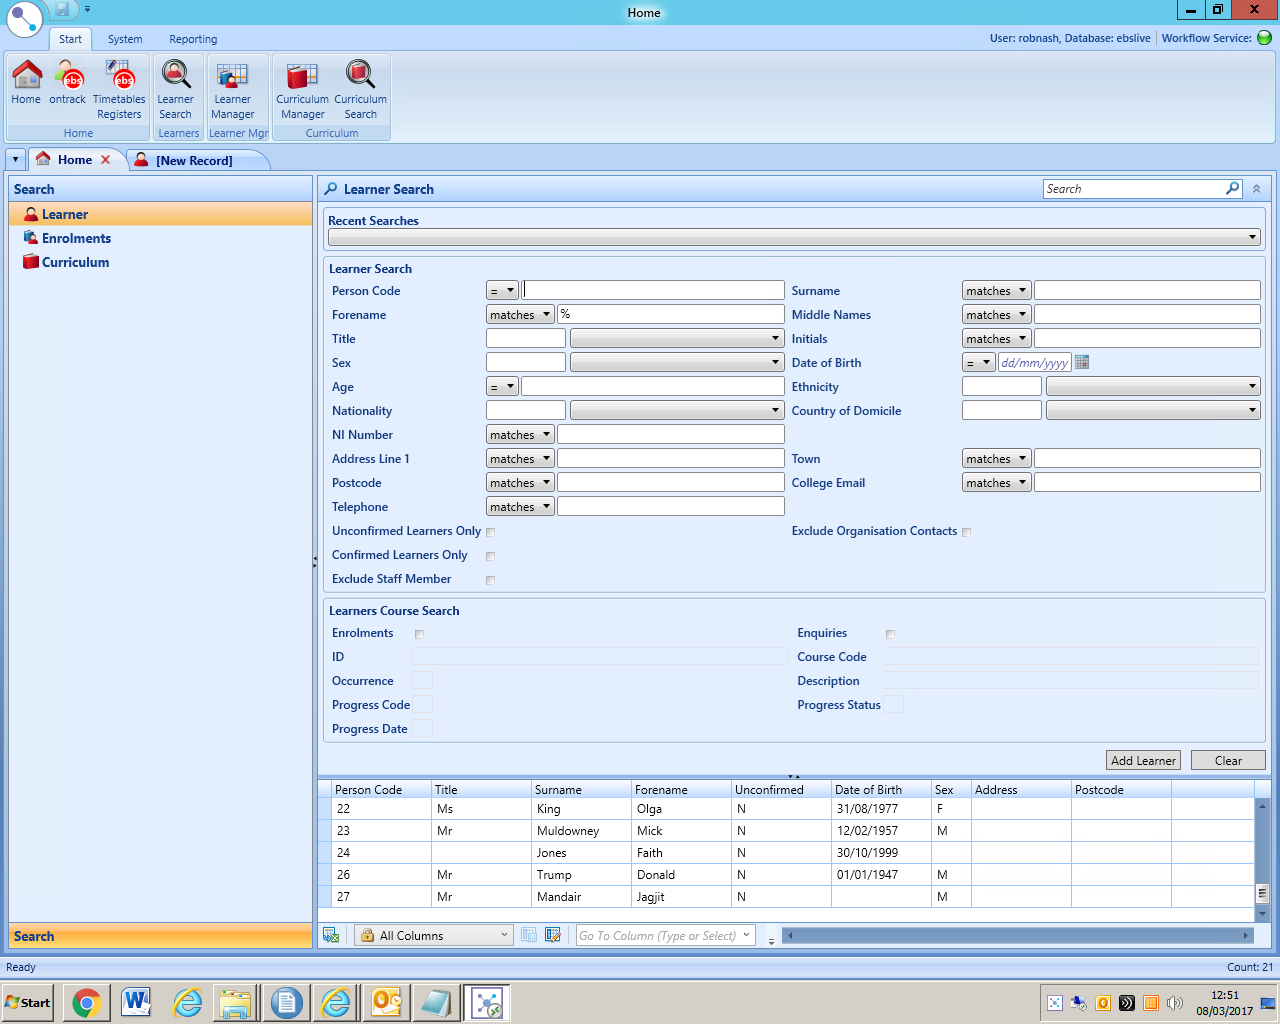 Home
Start System Reporting
User: robnash, Database: ebslive Workflow Service:
ebs ebs
Home ontrack Timetables Registers Learner Search Learner Manager Curriculum Manager Curriculum Search
Home Learners Learner Mgr Curriculum
Home [New Record]
Search
Learner
Enrolments
Curriculum
Search
Learner Search
Search
Recent Searches
Learner Search
Person Code = Surname matches
Forename matches % Middle Names matches
Title Initials matches
Sex Date of Birth = dd/mm/yyyy
Age = Ethnicity
Nationality Country of Domicile
NI Number matches
Address Line 1 matches Town matches
Postcode matches College Email matches
Telephone matches
Unconfirmed Learners Only Exclude Organisation Contacts
Confirmed Learners Only
Exclude Staff Member
Learners Course Search
Enrolments Enquiries
ID Course Code
Occurrence Description
Progress Code Progress Status
Progress Date
Add Learner Clear
Person Code Title Surname Forename Unconfirmed Date of Birth Sex Address Postcode
22 Ms King Olga N 31/08/1977 F
23 Mr Muldowney Mick N 12/02/1957 M
24 Jones Faith N 30/10/1999
26 Mr Trump Donald N 01/01/1947 M
27 Mr Mandair Jagjit N M
All Columns Go To Column (Type or Select)
Ready Count: 21
Start 12:51
08/03/2017